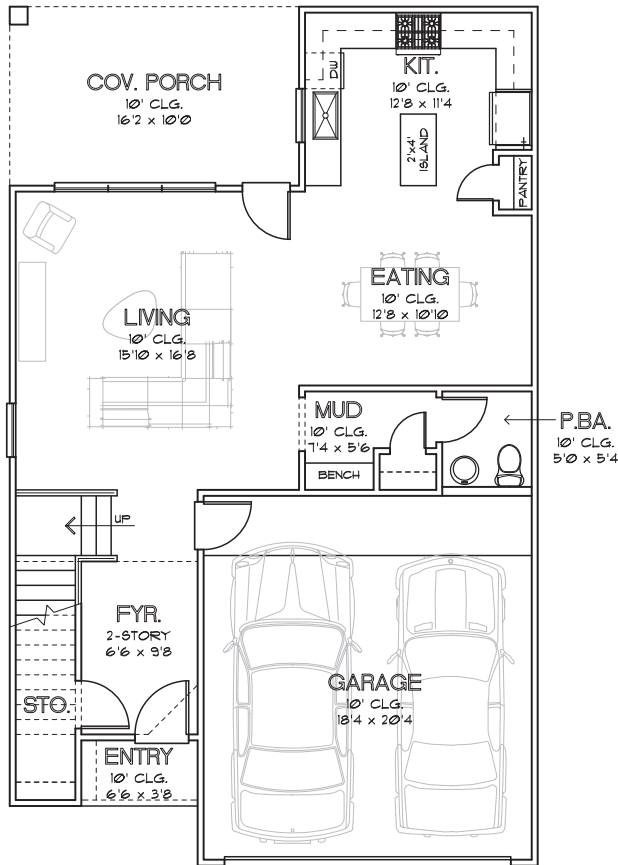 COV. PORCH
10' CLG.
16'2 x 10'0
DW
KIT.
10' CLG.
12'8 x 11'4
2'x4'
ISLAND
PANTRY
LIVING
10' CLG.
15'10 x 16'8
EATING
10' CLG.
12'8 x 10'10
MUD
10' CLG.
7'4 x 5'6
BENCH
P.BA.
10' CLG.
5'0 x 5'4
UP
FYR.
2-STORY
6'6 x 9'8
STO.
GARAGE
10' CLG.
18'4 x 20'4
ENTRY
10' CLG.
6'6 x 3'8